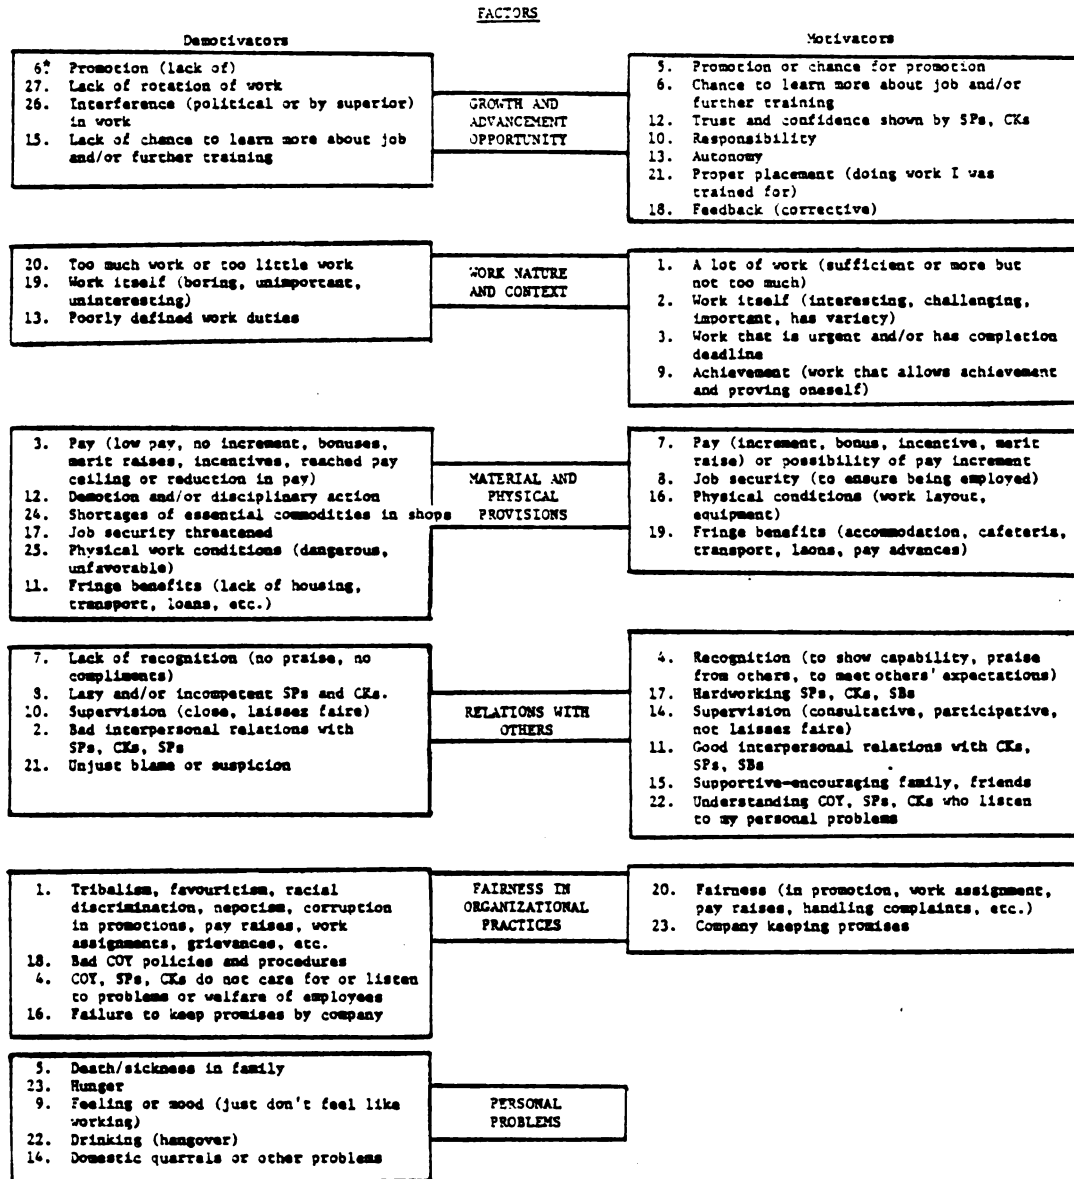 FACTORS
Demotivators
Motivators
6* Promotion (lack of)
27. Lack of rotation of work
26. Interference (political or by superior)
in work
15. Lack of chance to learn more about job
and/or further training
GROWTH AND
ADVANCEMENT
OPPORTUNITY
5. Promotion or chance for promotion
6. Chance to learn more about job and/or
further training
12. Trust and confidence shown by SPs, CKs
10. Responsibility
13. Autonomy
21. Proper placement (doing work I was
trained for)
18. Feedback (corrective)
20. Too much work or too little work
19. Work itself (boring, unimportant,
uninteresting)
13. Poorly defined work duties
WORK NATURE
AND CONTEXT
1. A lot of work (sufficient or more but
not too much)
2. Work itself (interesting, challenging,
important, has variety)
3. Work that is urgent and/or has completion
deadline
9. Achievement (work that allows achievement
and proving oneself)
3. Pay (low pay, no increment, bonuses,
merit raises, incentives, reached pay
ceiling or reduction in pay)
12. Demotion and/or disciplinary action
24. Shortages of essential commodities in shops
17. Job security threatened
25. Physical work conditions (dangerous,
unfavorable)
11. Fringe benefits (lack of housing,
transport, loans, etc.)
MATERIAL AND
PHYSICAL
PROVISIONS
7. Pay (increment, bonus, incentive, merit
raise) or possibility of pay increment
8. Job security (to ensure being employed)
16. Physical conditions (work layout,
equipment)
19. Fringe benefits (accommodation, cafeteria,
transport, laons, pay advances)
7. Lack of recognition (no praise, no
compliments)
8. Lazy and/or incompetent SPs and CKs.
10. Supervision (close, laissez faire)
2. Bad interpersonal relations with
SPs, CKs, SPs
21. Unjust blame or suspicion
RELATIONS WITH
OTHERS
4. Recognition (to show capability, praise
from others, to meet others' expectations)
17. Hardworking SPs, CKs, SBs
14. Supervision (consultative, participative,
not laissez faire)
11. Good interpersonal relations with CKs,
SPs, SBs
15. Supportive-encouraging family, friends
22. Understanding COY, SPs, CKs who listen
to my personal problems
1. Tribalism, favouritism, racial
discrimination, nepotism, corruption
in promotions, pay raises, work
assignments, grievances, etc.
18. Bad COY policies and procedures
4. COY, SPs, CKs do not care for or listen
to problems or welfare of employees
16. Failure to keep promises by company
FAIRNESS IN
ORGANIZATIONAL
PRACTICES
20. Fairness (in promotion, work assignment,
pay raises, handling complaints, etc.)
23. Company keeping promises
5. Death/sickness in family
23. Hunger
9. Feeling or mood (just don't feel like
working)
22. Drinking (hangover)
14. Domestic quarrels or other problems
PERSONAL
PROBLEMS